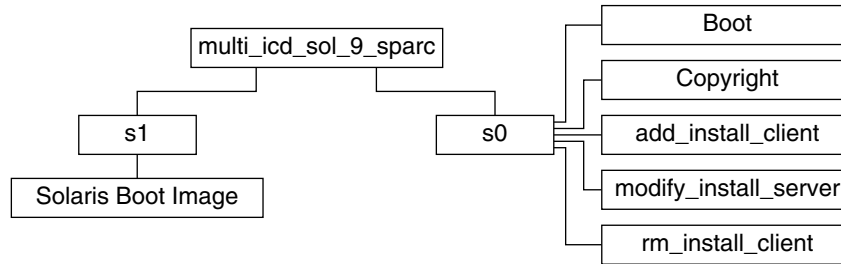 multi_icd_sol_9_sparc
s1
Solaris Boot Image
s0
Boot
Copyright
add_install_client
modify_install_server
rm_install_client